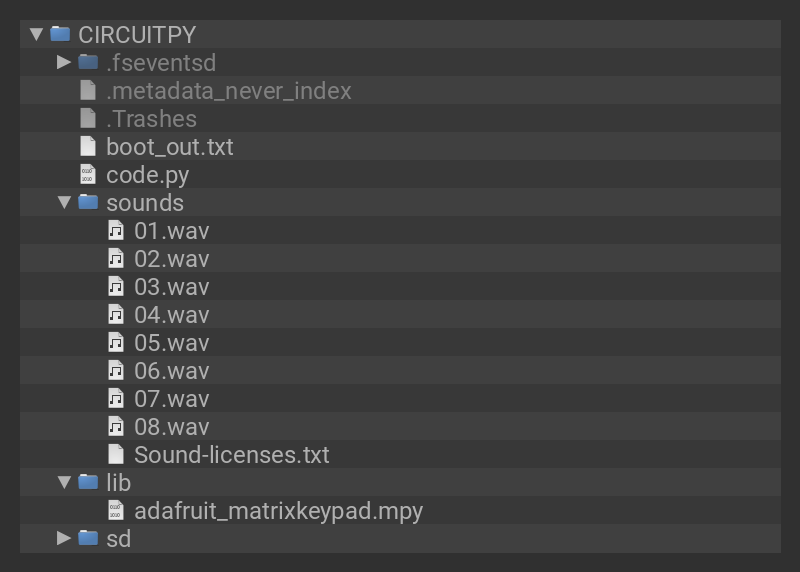 CIRCUITPY
.fseventsd
.metadata_never_index
.Trashes
boot_out.txt
code.py
sounds
01.wav
02.wav
03.wav
04.wav
05.wav
06.wav
07.wav
08.wav
Sound-licenses.txt
lib
adafruit_matrixkeypad.mpy
sd